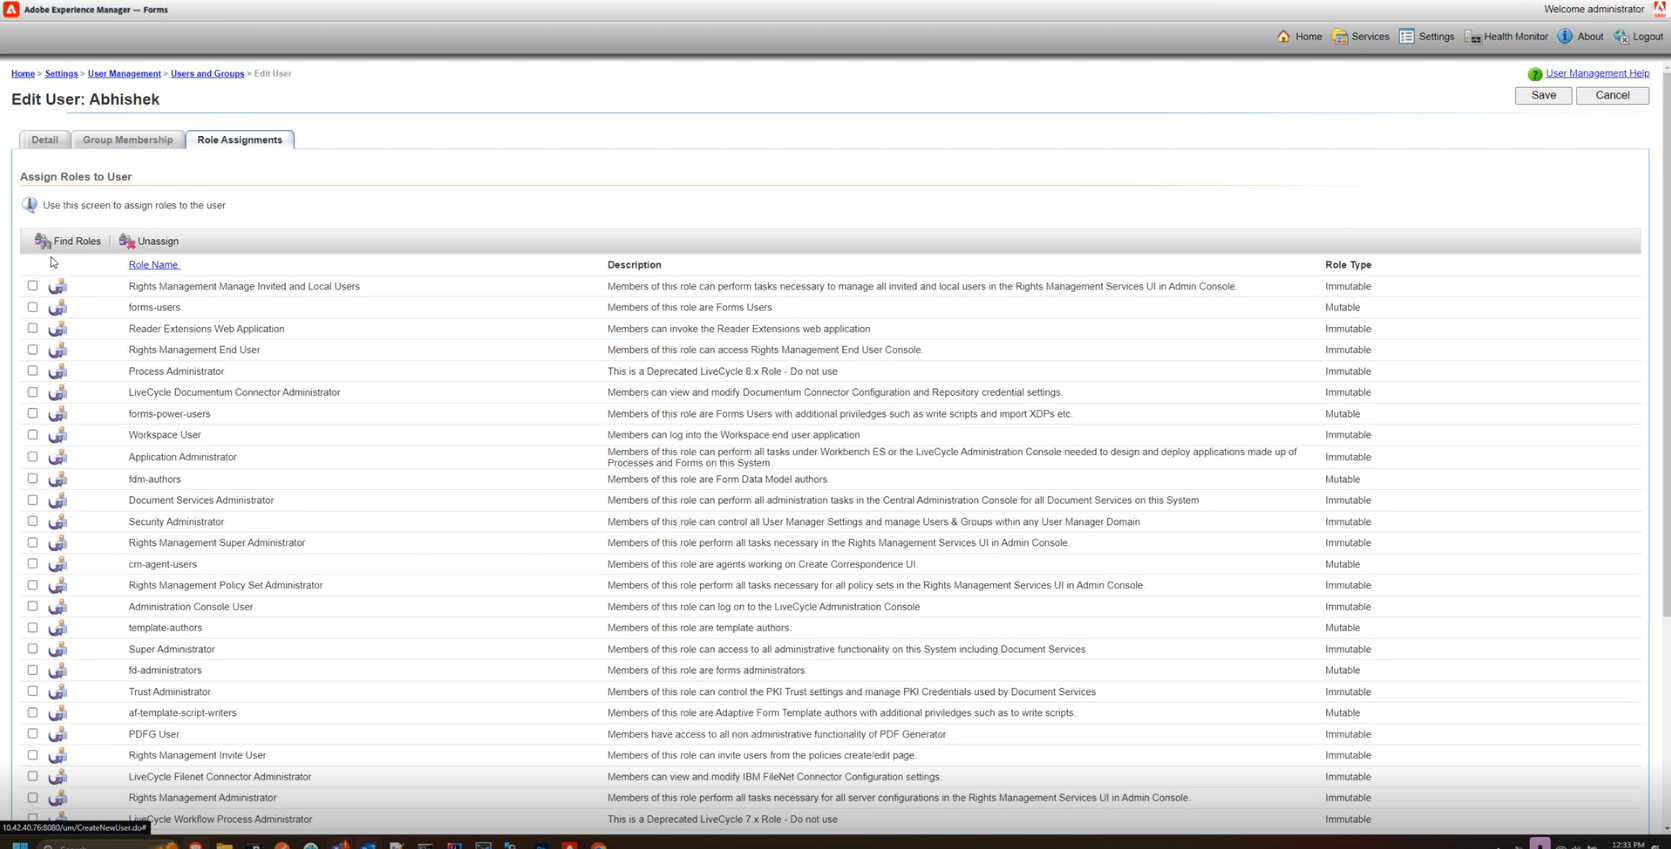 Adobe Experience Manager — Forms
Welcome administrator
Home Services Settings Health Monitor About Logout
Home > Settings > User Management > Users and Groups > Edit User
User Management Help
Edit User: Abhishek
Save Cancel
Detail Group Membership Role Assignments
Assign Roles to User
Use this screen to assign roles to the user
Find Roles Unassign
Role Name Description Role Type
Rights Management Manage Invited and Local Users Members of this role can perform tasks necessary to manage all invited and local users in the Rights Management Services UI in Admin Console. Immutable
forms-users Members of this role are Forms Users Mutable
Reader Extensions Web Application Members can invoke the Reader Extensions web application Immutable
Rights Management End User Members of this role can access Rights Management End User Console. Immutable
Process Administrator This is a Deprecated LiveCycle 8.x Role - Do not use Immutable
LiveCycle Documentum Connector Administrator Members can view and modify Documentum Connector Configuration and Repository credential settings. Immutable
forms-power-users Members of this role are Forms Users with additional priviledges such as write scripts and import XDPs etc. Mutable
Workspace User Members can log into the Workspace end user application Immutable
Application Administrator Members of this role can perform all tasks under Workbench ES or the LiveCycle Administration Console needed to design and deploy applications made up of Immutable
Processes and Forms on this System
fdm-authors Members of this role are Form Data Model authors. Mutable
Document Services Administrator Members of this role can perform all administration tasks in the Central Administration Console for all Document Services on this System Immutable
Security Administrator Members of this role can control all User Manager Settings and manage Users & Groups within any User Manager Domain Immutable
Rights Management Super Administrator Members of this role perform all tasks necessary in the Rights Management Services UI in Admin Console. Immutable
cm-agent-users Members of this role are agents working on Create Correspondence UI. Mutable
Rights Management Policy Set Administrator Members of this role perform all tasks necessary for all policy sets in the Rights Management Services UI in Admin Console. Immutable
Administration Console User Members of this role can log on to the LiveCycle Administration Console Immutable
template-authors Members of this role are template authors. Mutable
Super Administrator Members of this role can access to all administrative functionality on this System including Document Services Immutable
fd-administrators Members of this role are forms administrators. Mutable
Trust Administrator Members of this role can control the PKI Trust settings and manage PKI Credentials used by Document Services Immutable
af-template-script-writers Members of this role are Adaptive Form Template authors with additional priviledges such as to write scripts. Mutable
PDFG User Members have access to all non administrative functionality of PDF Generator Immutable
Rights Management Invite User Members of this role can invite users from the policies create/edit page. Immutable
LiveCycle Filenet Connector Administrator Members can view and modify IBM FileNet Connector Configuration settings. Immutable
Rights Management Administrator Members of this role perform all tasks necessary for all server configurations in the Rights Management Services UI in Admin Console. Immutable
LiveCycle Workflow Process Administrator This is a Deprecated LiveCycle 7.x Role - Do not use Immutable
10.42.40.76:8080/um/CreateNewUser.do#
Search
12:33 PM